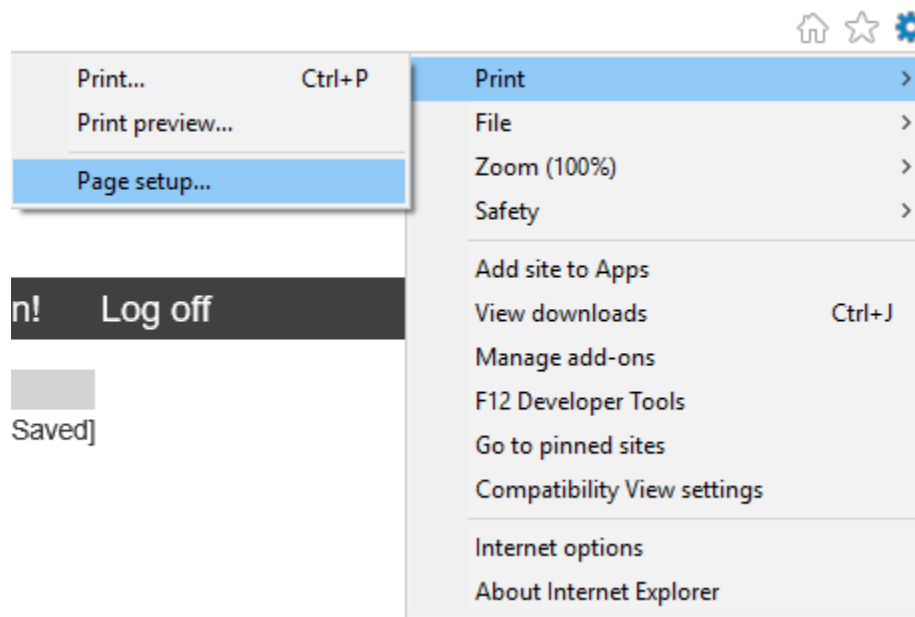 Print... Ctrl+P
Print preview...
Page setup...
Print
File
Zoom (100%)
Safety
Add site to Apps
View downloads Ctrl+J
Manage add-ons
F12 Developer Tools
Go to pinned sites
Compatibility View settings
Internet options
About Internet Explorer
n! Log off
Saved]